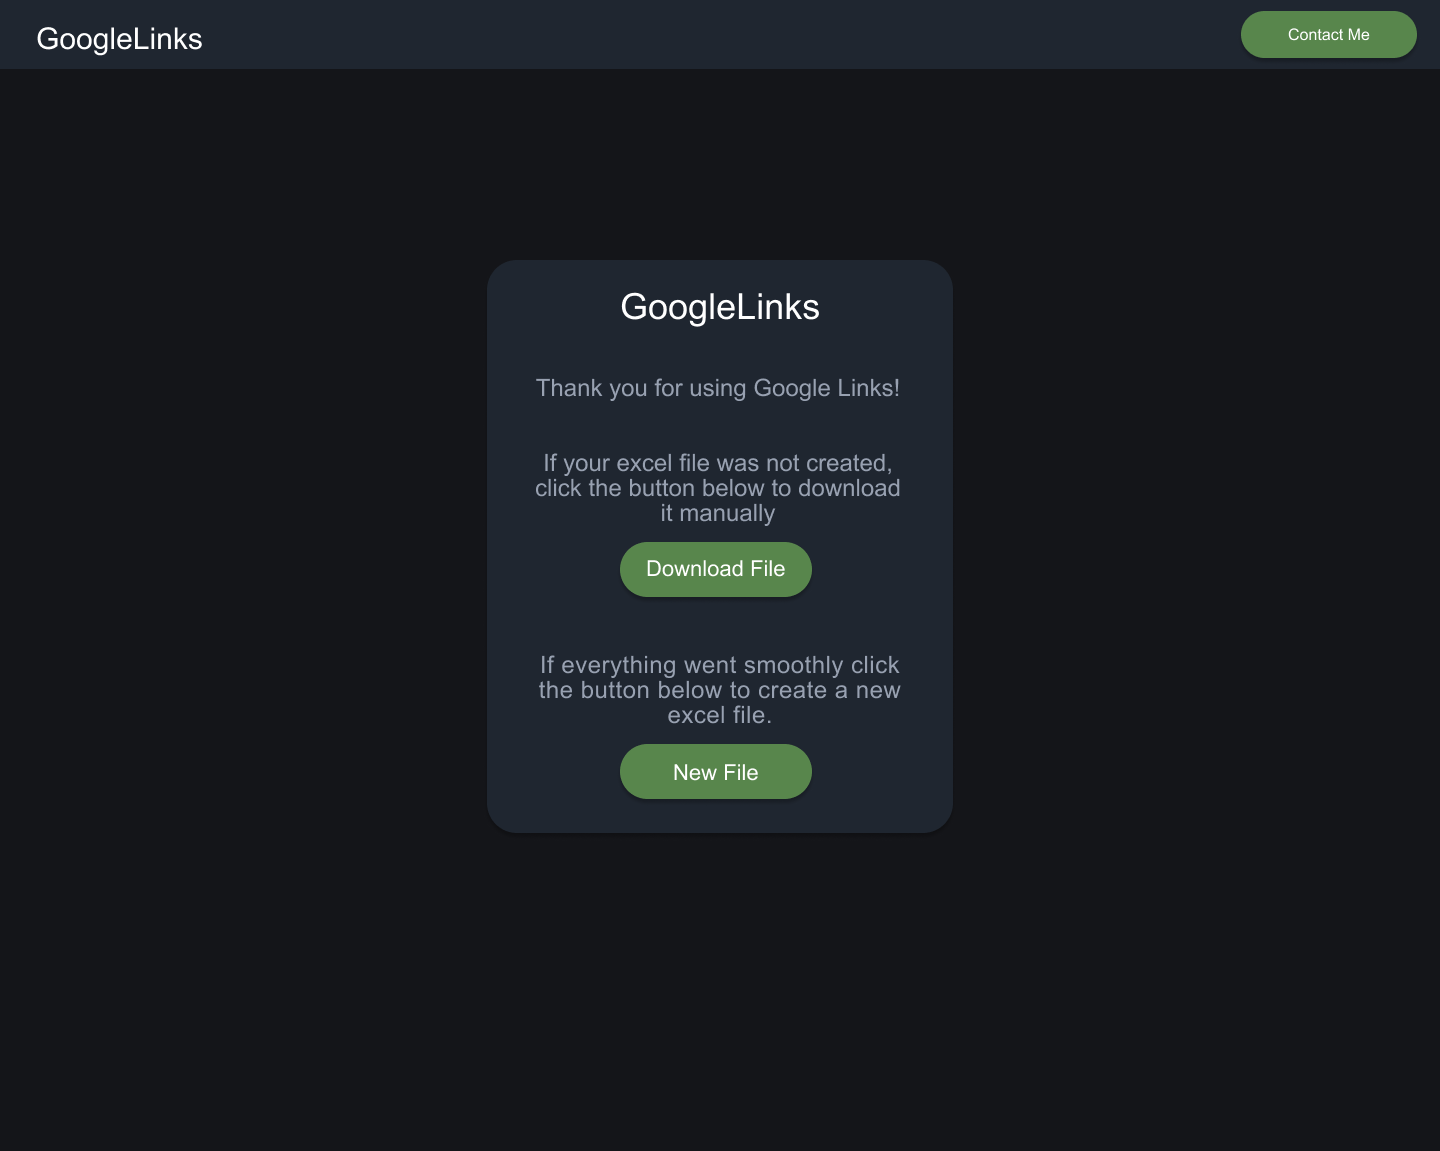 GoogleLinks
Contact Me
GoogleLinks
Thank you for using Google Links!
If your excel file was not created,
click the button below to download
it manually
Download File
If everything went smoothly click
the button below to create a new
excel file.
New File